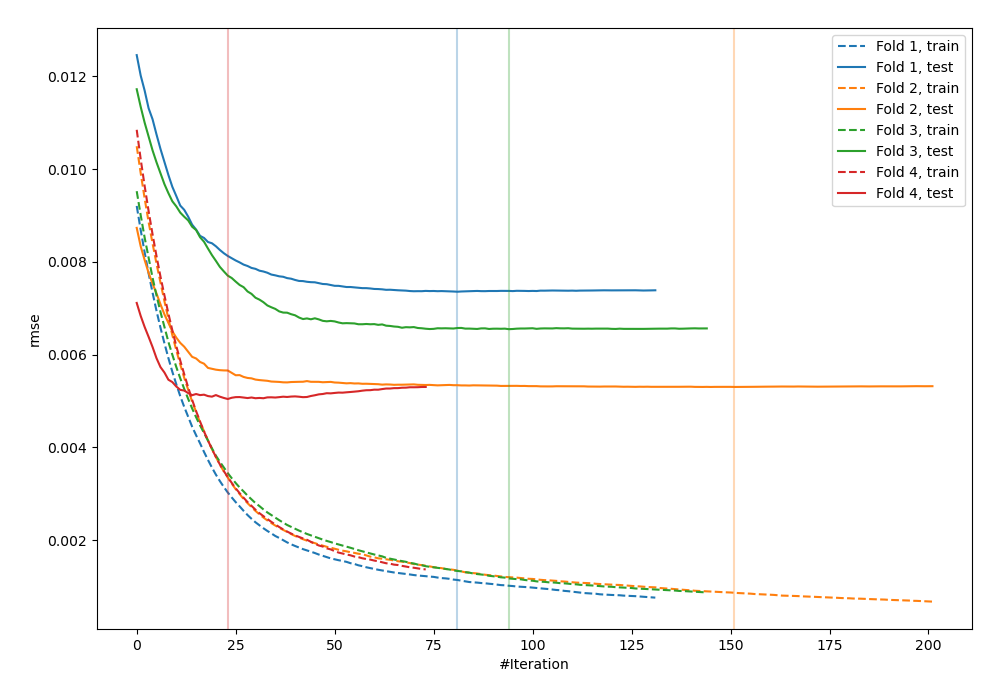 0.012
0.010
0.008
0.006
0.004
0.002
rmse
0 25 50 75 100 125 150 175 200
#Iteration
Fold 1, train
Fold 1, test
Fold 2, train
Fold 2, test
Fold 3, train
Fold 3, test
Fold 4, train
Fold 4, test